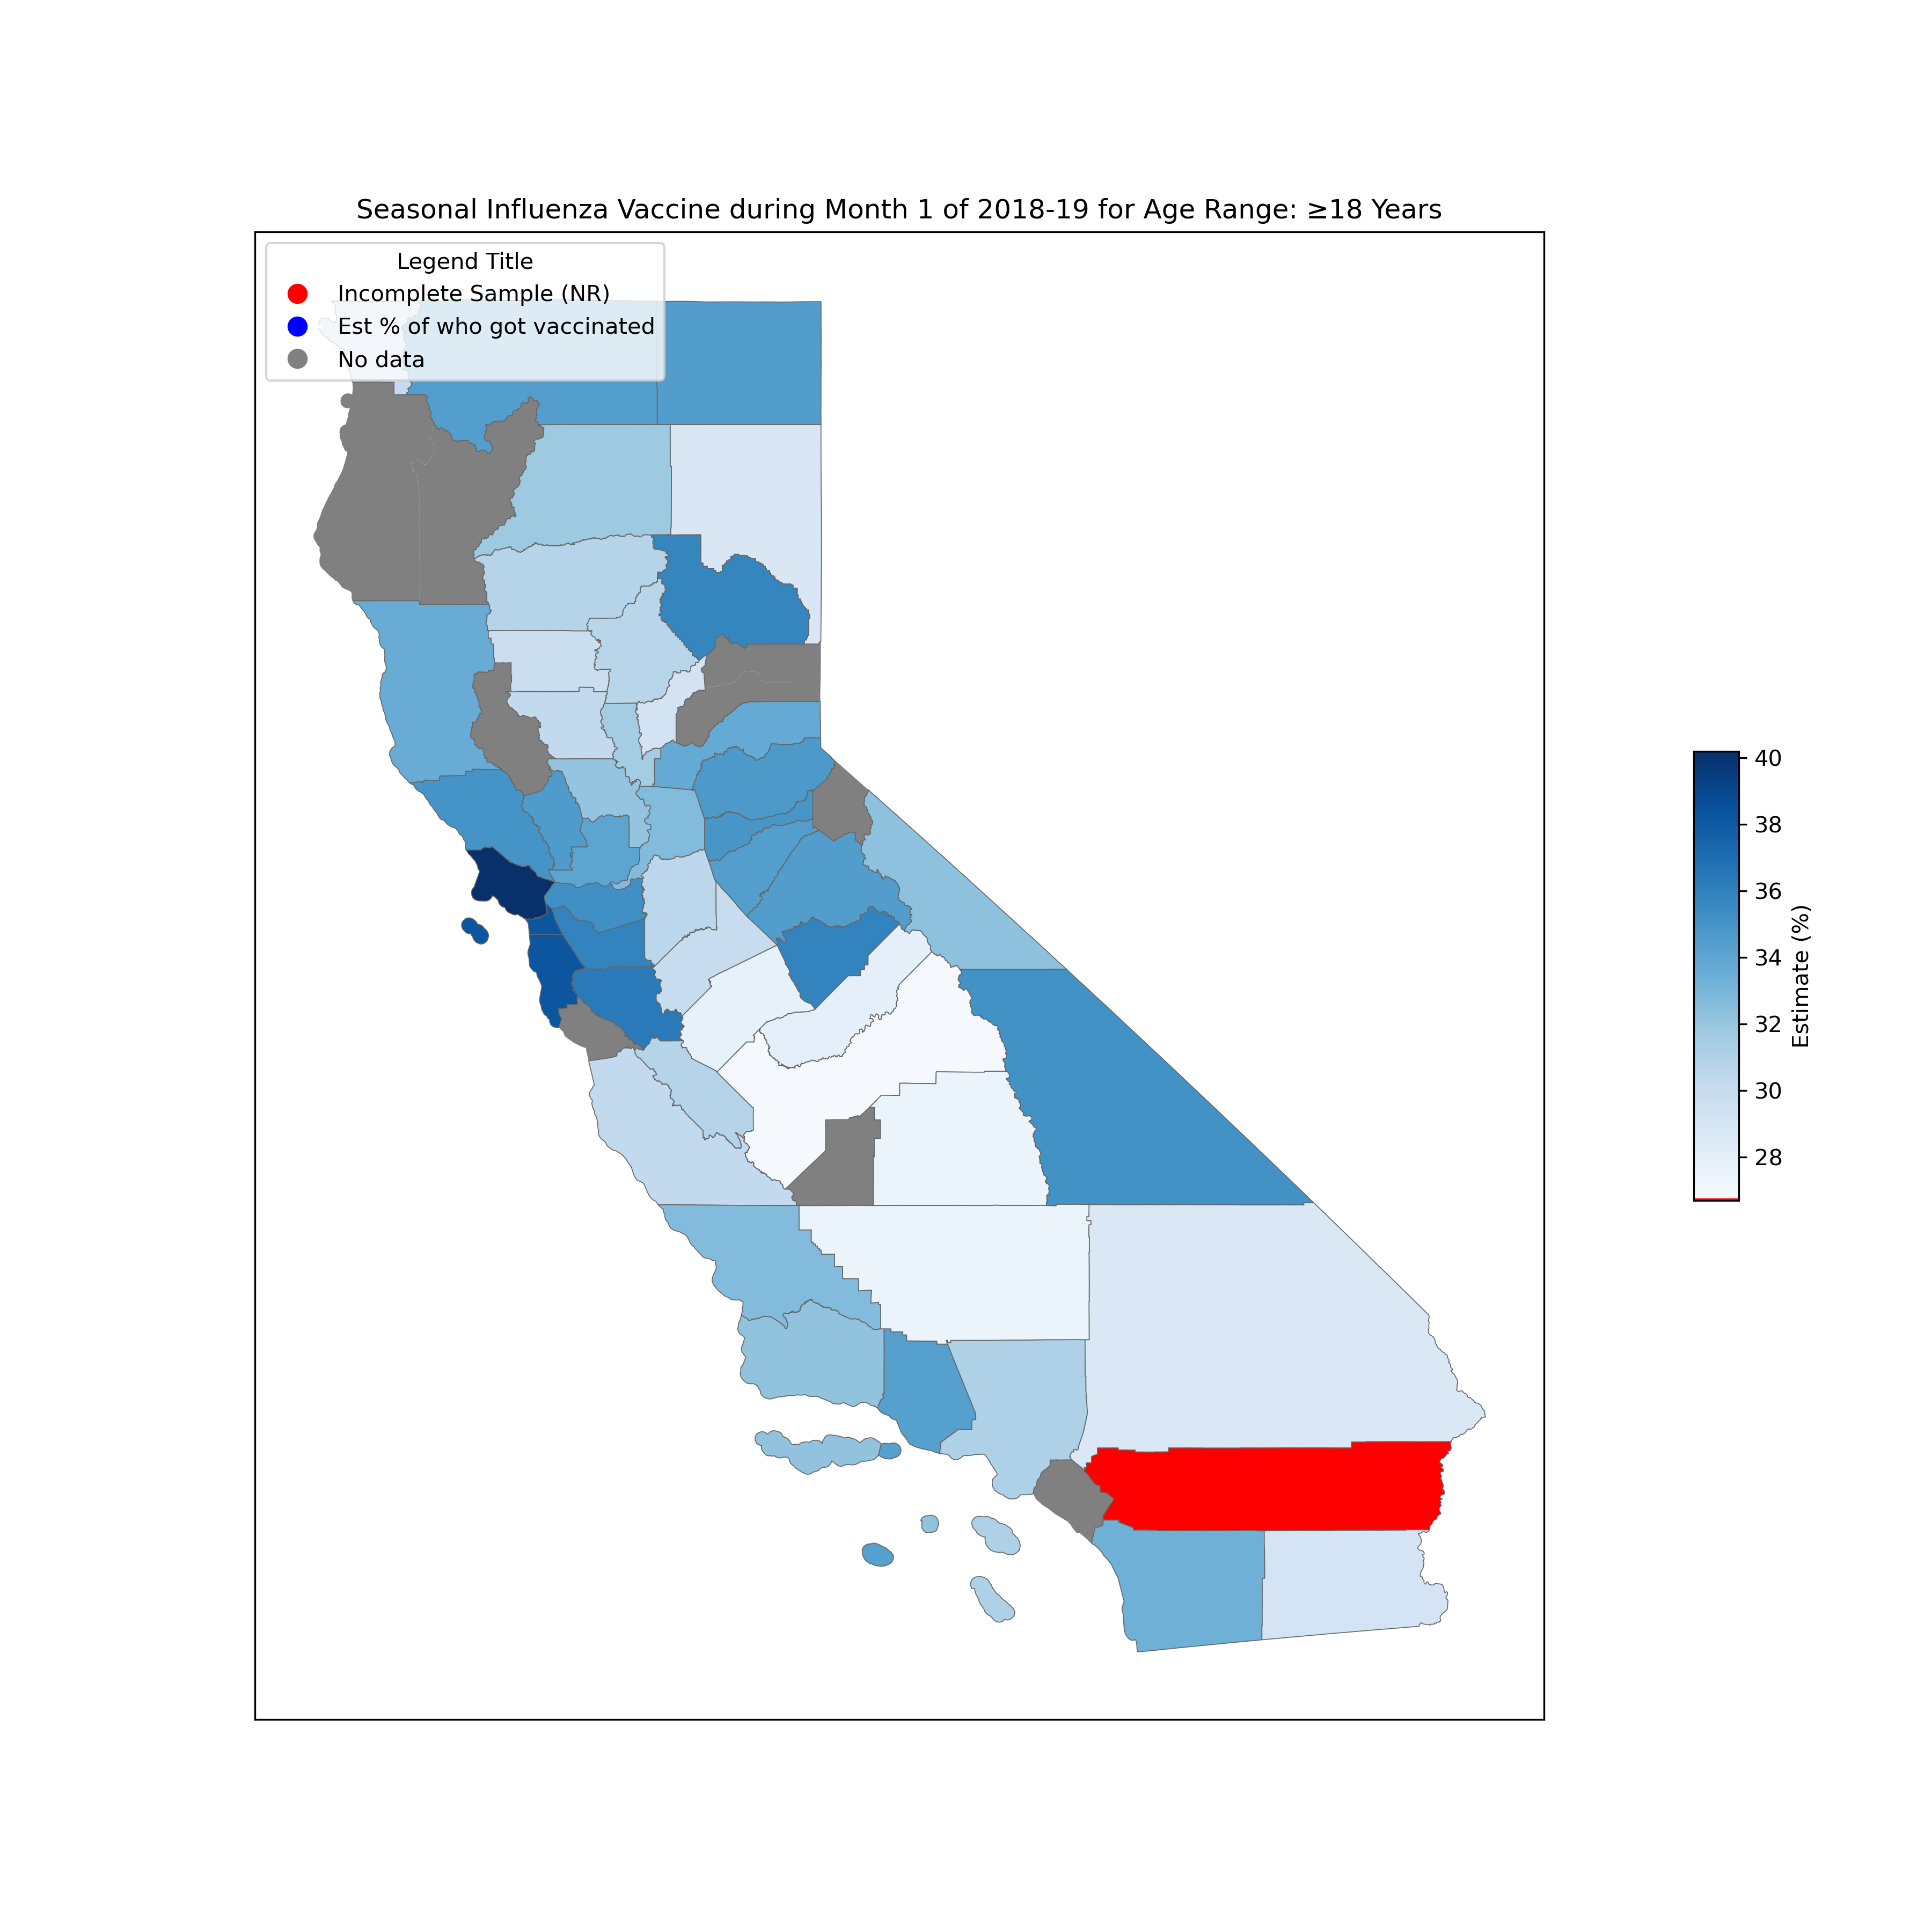 Seasonal Influenza Vaccine during Month 1 of 2018-19 for Age Range: ≥18 Years
Legend Title
Incomplete Sample (NR)
Est % of who got vaccinated
No data
40
38
36
34
32
30
28
Estimate (%)